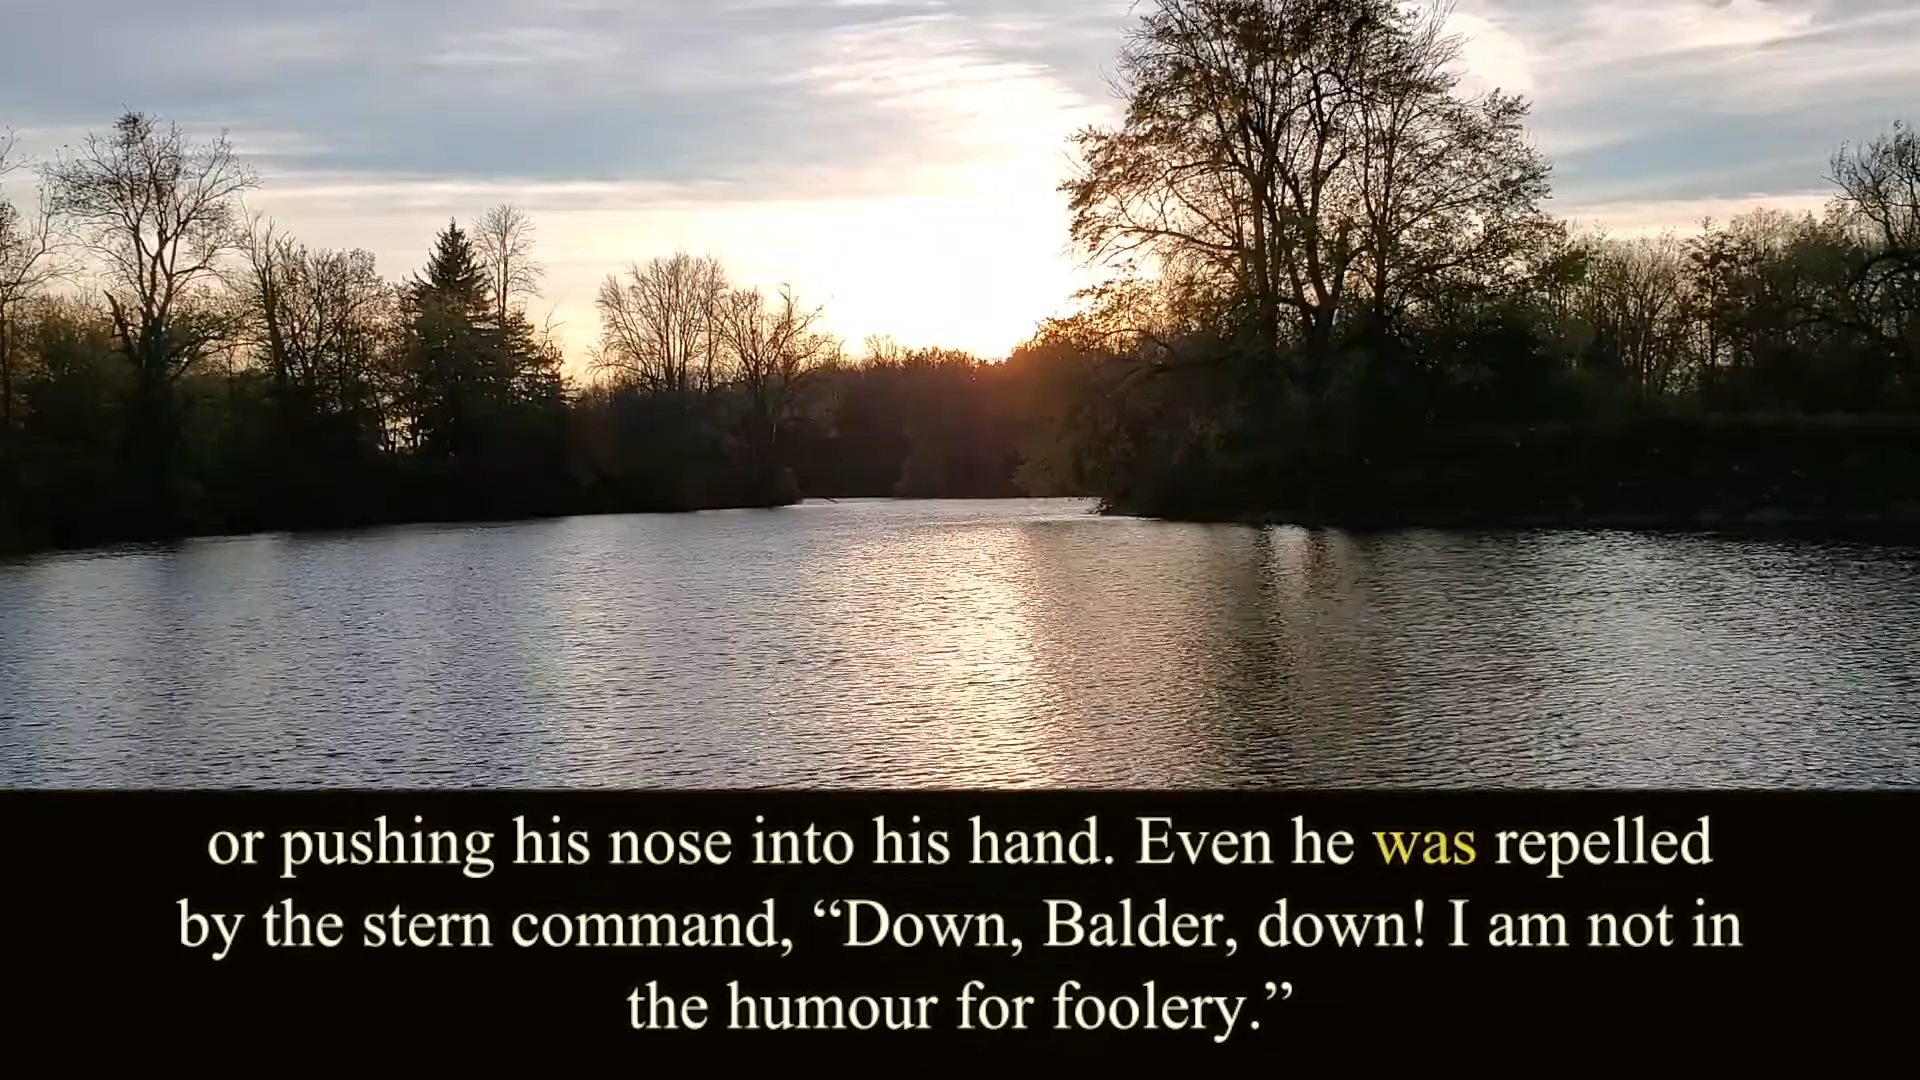 or pushing his nose into his hand. Even he was repelled
by the stern command, “Down, Balder, down! I am not in
the humour for foolery.”